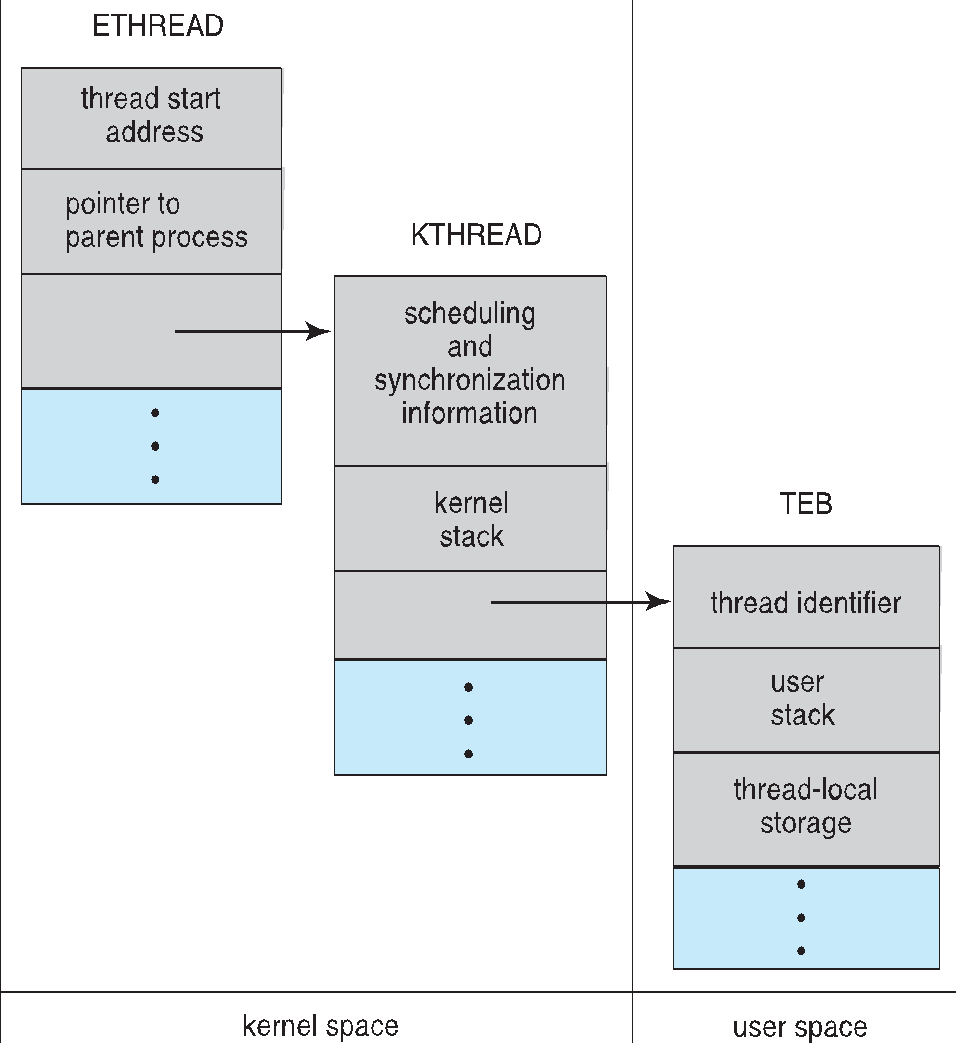 ETHREAD
thread start
address
pointer to
parent process
KTHREAD
scheduling
and
synchronization
information
kernel
stack
TEB
thread identifier
user
stack
thread-local
storage
kernel space
user space